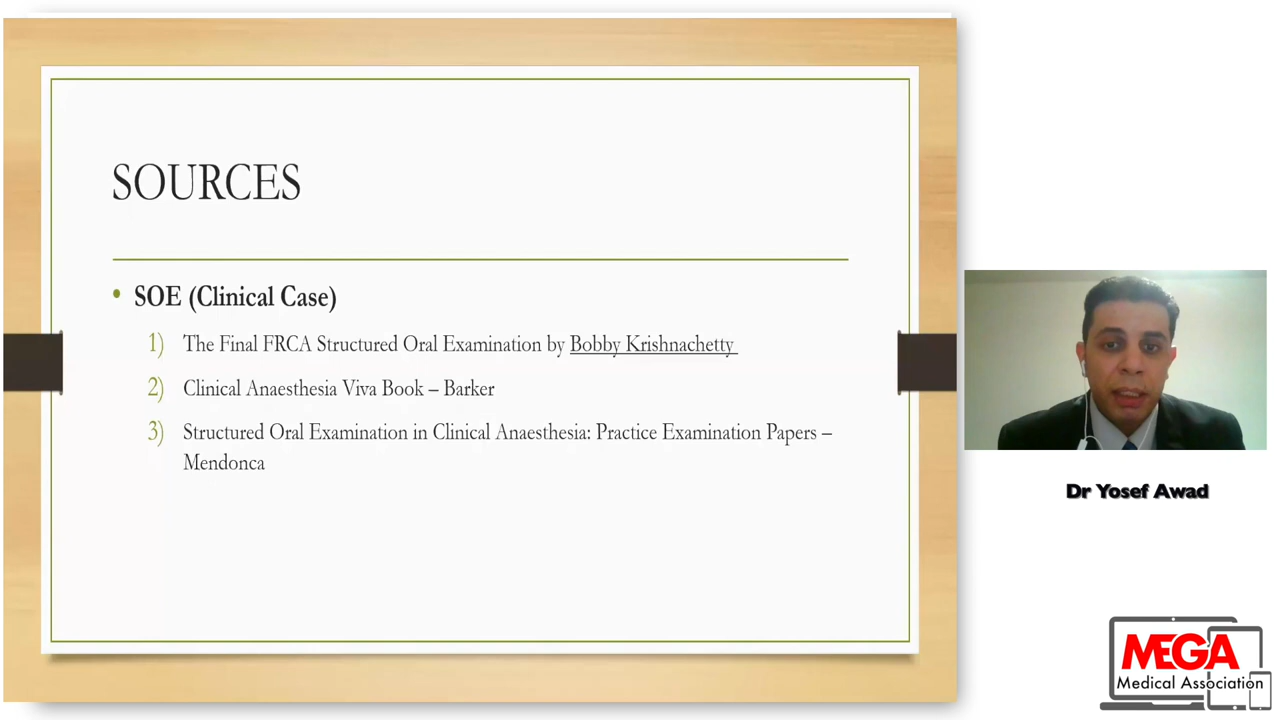 SOURCES
• SOE (Clinical Case)
1) The Final FRCA Structured Oral Examination by Bobby Krishnachetty
2) Clinical Anaesthesia Viva Book – Barker
3) Structured Oral Examination in Clinical Anaesthesia: Practice Examination Papers –
Mendonca
Dr Yosef Awad
MEGA
Medical Association